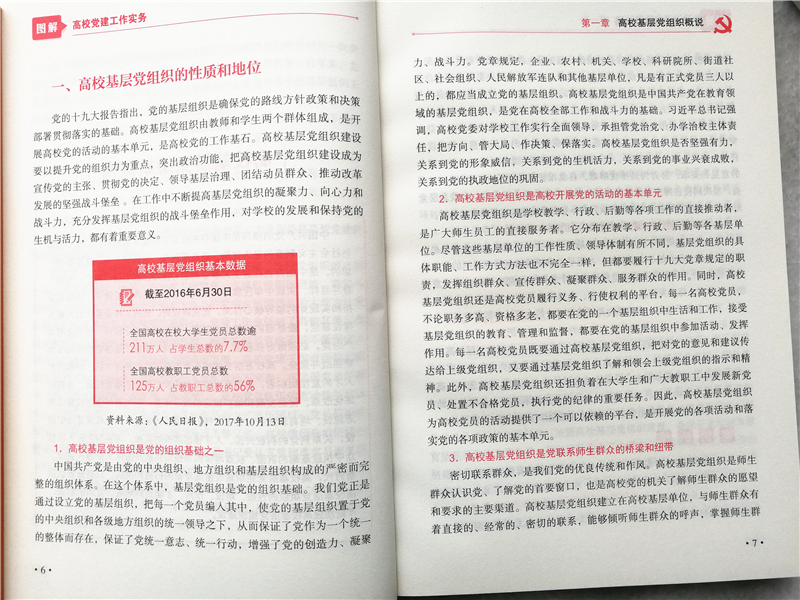 图解
高校党建工作实务
一、高校基层党组织的性质和地位
党的十九大报告指出，党的基层组织是确保党的路线方针政策和决策
部署贯彻落实的基础。高校基层党组织由教师和学生两个群体组成，是开
展高校党的活动的基本单元，是高校党的工作基石。高校基层党组织建设
要以提升党的组织力为重点，突出政治功能，把高校基层党组织建设成为
宣传党的主张、贯彻党的决定、领导基层治理、团结动员群众、推动改革
发展的坚强战斗堡垒 。在工作中不断提高基层党组织的凝聚力、向心力和
战斗力，充分发挥基层党组织的战斗堡垒作用，对学校的发展和保持党的
生机与活力，都有着重要意义。
高校基层党组织基本数据
截至2016年6月30日
全国高校在校大学生党员总数逾
211万人 占学生总数的7.7%
全国高校教职工党员总数
125万人 占教职工总数的56%
资料来源：《人民日报》，2017年10月13日
1．高校基层党组织是党的组织基础之一
中国共产党是由党的中央组织、地方组织和基层组织构成的严密而完
整的组织体系。在这个体系中，基层党组织是党的组织基础。我们党正是
通过设立党的基层组织，把每一个党员编入其中，使党的基层组织置于党
的中央组织和各级地方组织的统一领导之下，从而保证了党作为一个统一
的整体而存在，保证了党统一意志、统一行动，增强了党的创造力、凝聚
·6·
第一章 高校基层党组织概说
力、战斗力。党章规定，企业、农村、机关、学校、科研院所、街道社
区、社会组织、人民解放军连队和其他基层单位，凡是有正式党员三人以
上的，都应当成立党的基层组织。高校基层党组织是中国共产党在教育领
域的基层党组织，是党在高校全部工作和战斗力的基础。习近平总书记强
调，高校党委对学校工作实行全面领导，承担管党治党、办学治校主体责
任，把方向、管大局、作决策、保落实。高校基层党组织是否坚强有力，
关系到党的形象威信，关系到党的生机活力，关系到党的事业兴衰成败，
关系到党的执政地位的巩固。
2．高校基层党组织是高校开展党的活动的基本单元
高校基层党组织是学校教学、行政、后勤等各项工作的直接推动者，
是广大师生员工的直接服务者。它分布在教学、行政、后勤等各基层单
位。尽管这些基层单位的工作性质、领导体制有所不同，基层党组织的具
体职能、工作方式方法也不完全一样，但都要履行十九大党章规定的职
责，发挥组织群众、宣传群众、凝聚群众、服务群众的作用。同时，高校
基层党组织还是高校党员履行义务、行使权利的平台，每一名高校党员，
不论职务多高、资格多老，都要在党的一个基层组织中生活和工作，接受
基层党组织的教育、管理和监督，都要在党的基层组织中参加活动、发挥
作用。每一名高校党员既要通过高校基层党组织，把对党的意见和建议传
达给上级党组织，又要通过基层党组织了解和领会上级党组织的指示和精
神。此外，高校基层党组织还担负着在大学生和广大教职工中发展新党
员、处置不合格党员，执行党的纪律的重要任务。因此，高校基层党组织
为高校党员的活动提供了一个可以依赖的平台，是开展党的各项活动和落
实党的各项政策的基本单元。
3．高校基层党组织是党联系师生群众的桥梁和纽带
密切联系群众，是我们党的优良传统和作风。高校基层党组织是师生
群众认识党、了解党的首要窗口，也是高校党的机关了解师生群众的愿望
和要求的主要渠道。高校基层党组织建立在高校基层单位，与师生群众有
着直接的、经常的、密切的联系，能够倾听师生群众的呼声，掌握师生群
·7·